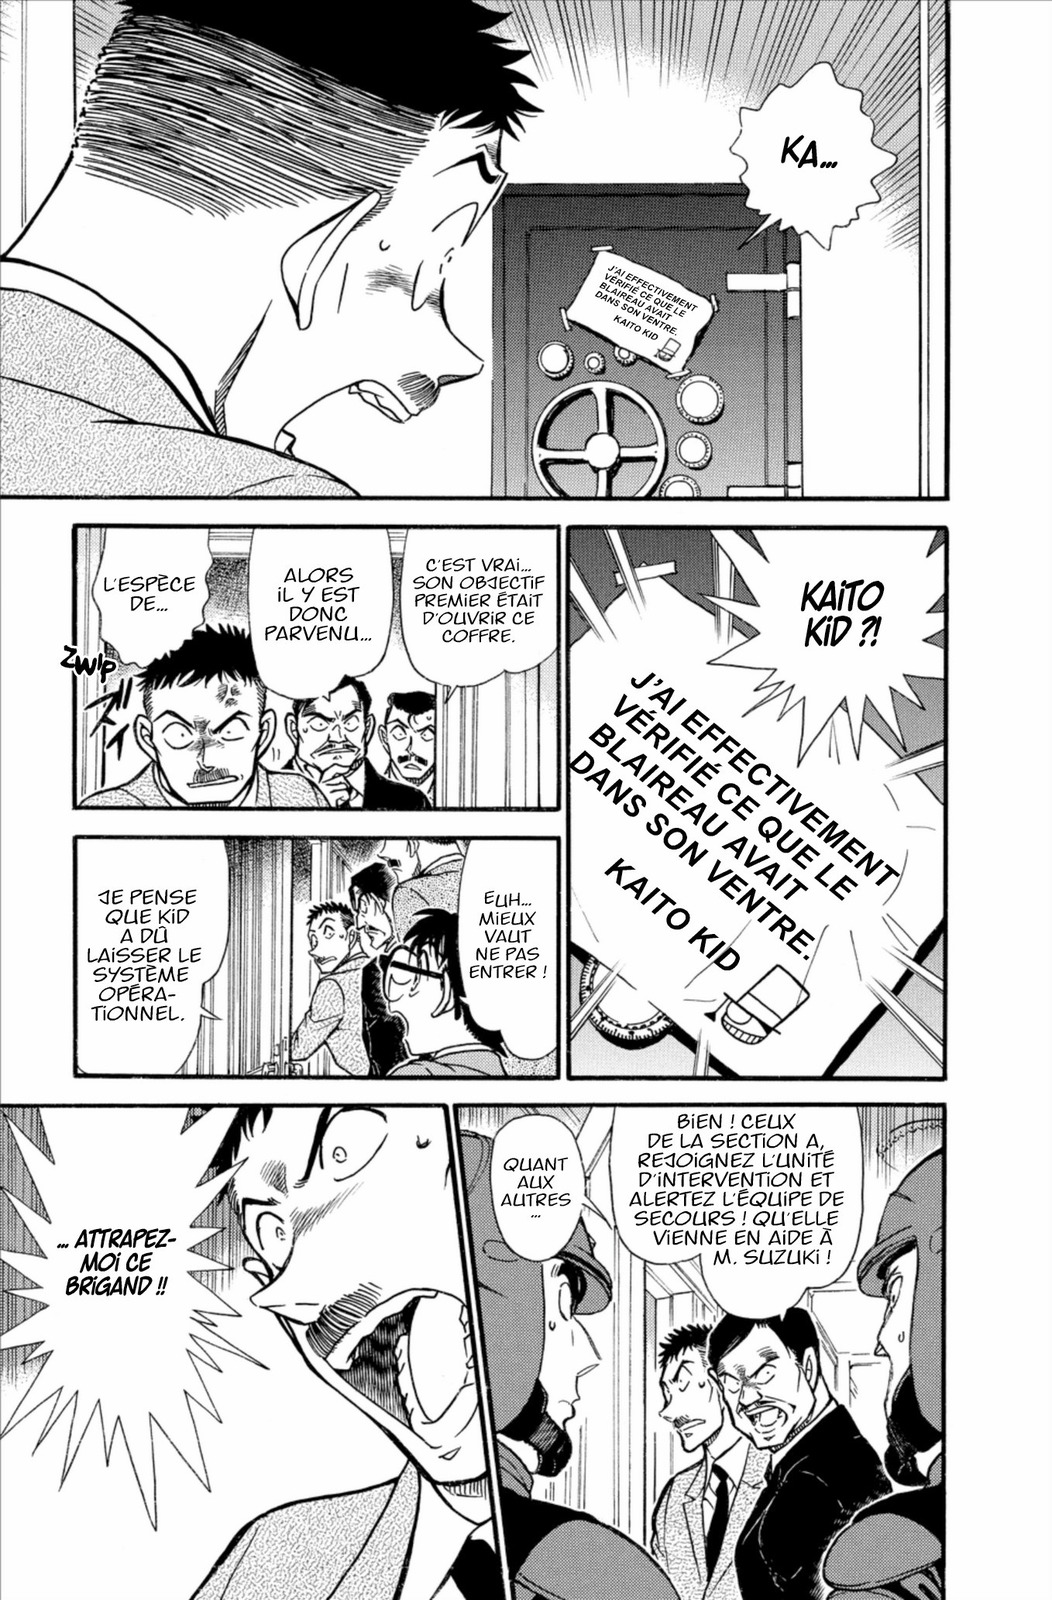 KA...
J'AI EFFECTIVEMENT
VÉRIFIÉ CE QUE LE
BLAIREAU AVAIT
DANS SON VENTRE.
KAITO KID
KAITO
KID ?!
J'AI EFFECTIVEMENT
VÉRIFIÉ CE QUE LE
BLAIREAU AVAIT
DANS SON VENTRE.
KAITO KID
C'EST VRAI...
SON OBJECTIF
PREMIER ÉTAIT
D'OUVRIR CE
COFFRE.
ALORS
IL Y EST
DONC
PARVENU...
L'ESPÈCE
DE...
ZWIP
EUH...
MIEUX
VAUT
NE PAS
ENTRER !
JE PENSE
QUE KID
A DÛ
LAISSER LE
SYSTÈME
OPÉRA-
TIONNEL.
BIEN ! CEUX
DE LA SECTION A,
REJOIGNEZ L'UNITÉ
D'INTERVENTION ET
ALERTEZ L'ÉQUIPE DE
SECOURS ! QU'ELLE
VIENNE EN AIDE À
M. SUZUKI !
QUANT
AUX
AUTRES
...
... ATTRAPEZ-
MOI CE
BRIGAND !!